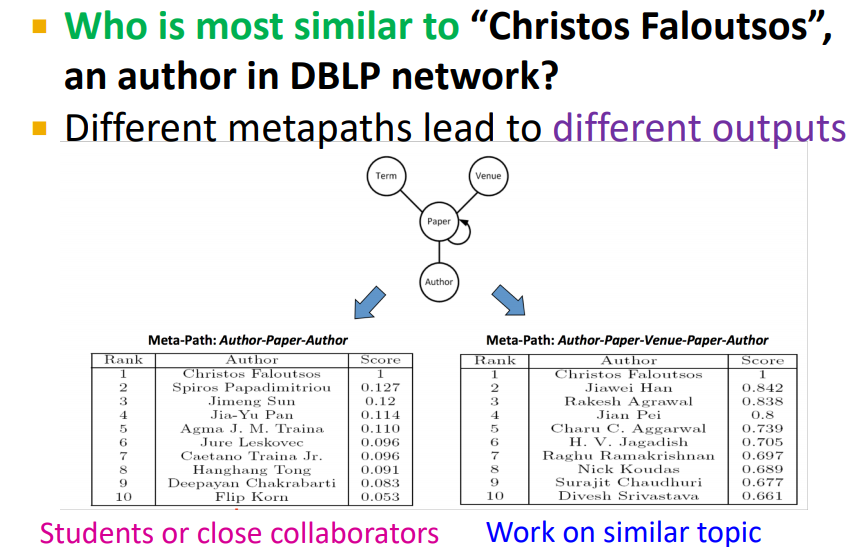 Who is most similar to “Christos Faloutsos”,
an author in DBLP network?
Different metapaths lead to different outputs
Term
Venue
Paper
Author
Meta-Path: Author-Paper-Author
Rank Author Score
1 Christos Faloutsos 1
2 Spiros Papadimitriou 0.127
3 Jimeng Sun 0.12
4 Jia-Yu Pan 0.114
5 Agma J. M. Traina 0.110
6 Jure Leskovec 0.096
7 Caetano Traina Jr. 0.096
8 Hanghang Tong 0.091
9 Deepayan Chakrabarti 0.083
10 Flip Korn 0.053
Students or close collaborators
Meta-Path: Author-Paper-Venue-Paper-Author
Rank Author Score
1 Christos Faloutsos 1
2 Jiawei Han 0.842
3 Rakesh Agrawal 0.838
4 Jian Pei 0.8
5 Charu C. Aggarwal 0.739
6 H. V. Jagadish 0.705
7 Raghu Ramakrishnan 0.697
8 Nick Koudas 0.689
9 Surajit Chaudhuri 0.677
10 Divesh Srivastava 0.661
Work on similar topic